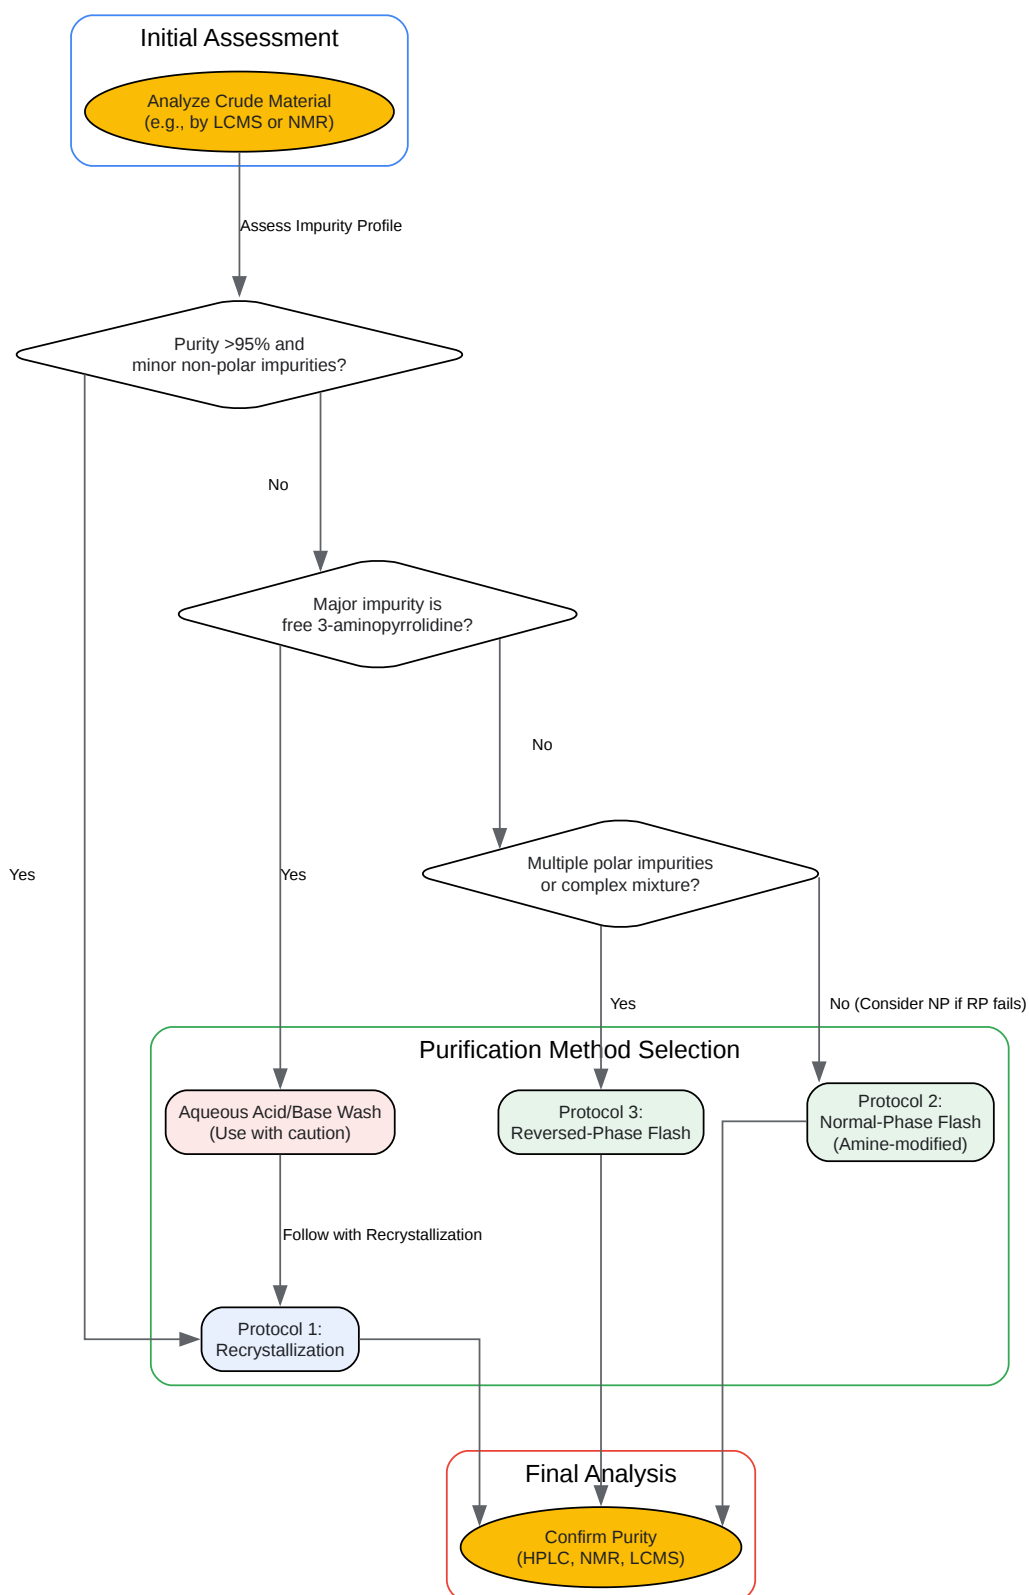 Initial Assessment
Analyze Crude Material
(e.g., by LCMS or NMR)
Assess Impurity Profile
Purity >95% and
minor non-polar impurities?
No
Major impurity is
free 3-aminopyrrolidine?
No
Multiple polar impurities
or complex mixture?
Yes
Yes
Yes
No (Consider NP if RP fails)
Purification Method Selection
Aqueous Acid/Base Wash
(Use with caution)
Protocol 3:
Reversed-Phase Flash
Protocol 2:
Normal-Phase Flash
(Amine-modified)
Follow with Recrystallization
Protocol 1:
Recrystallization
Final Analysis
Confirm Purity
(HPLC, NMR, LCMS)